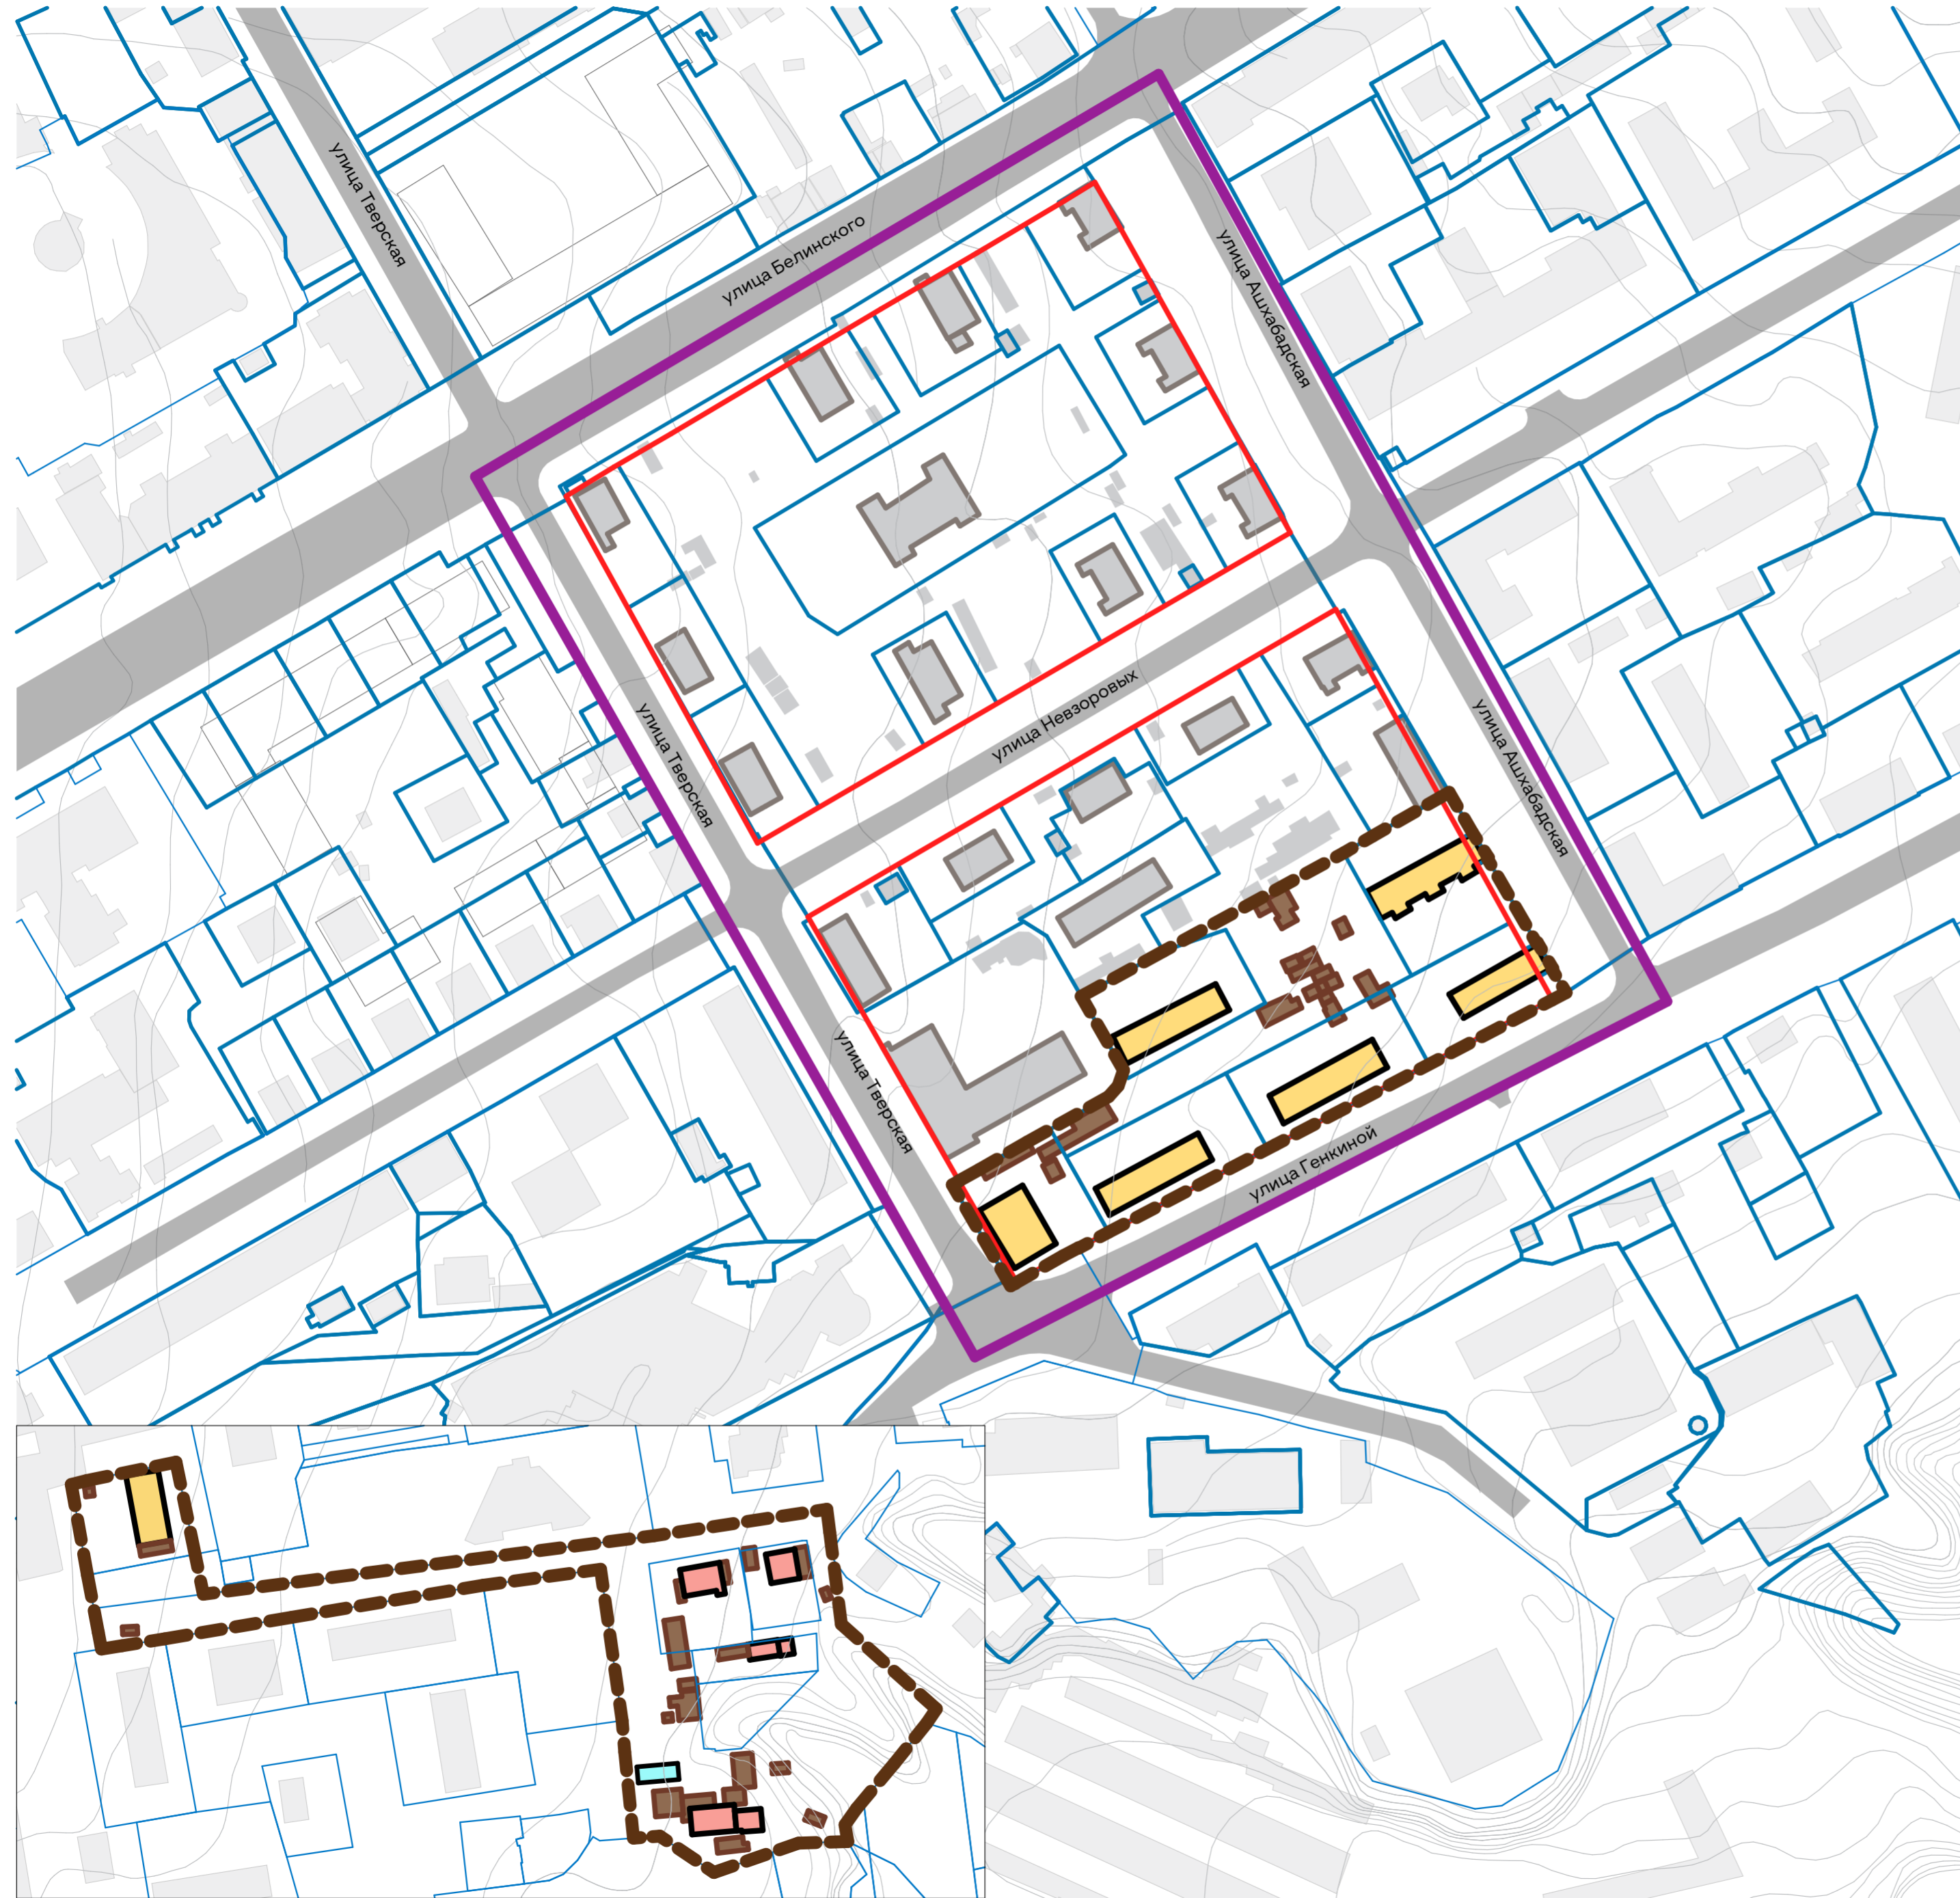 улица Тверская
улица Белинского
улица Ашхабадская
улица Тверская
улица Невзоровых
улица Ашхабадская
улица Тверская
улица Генкиной